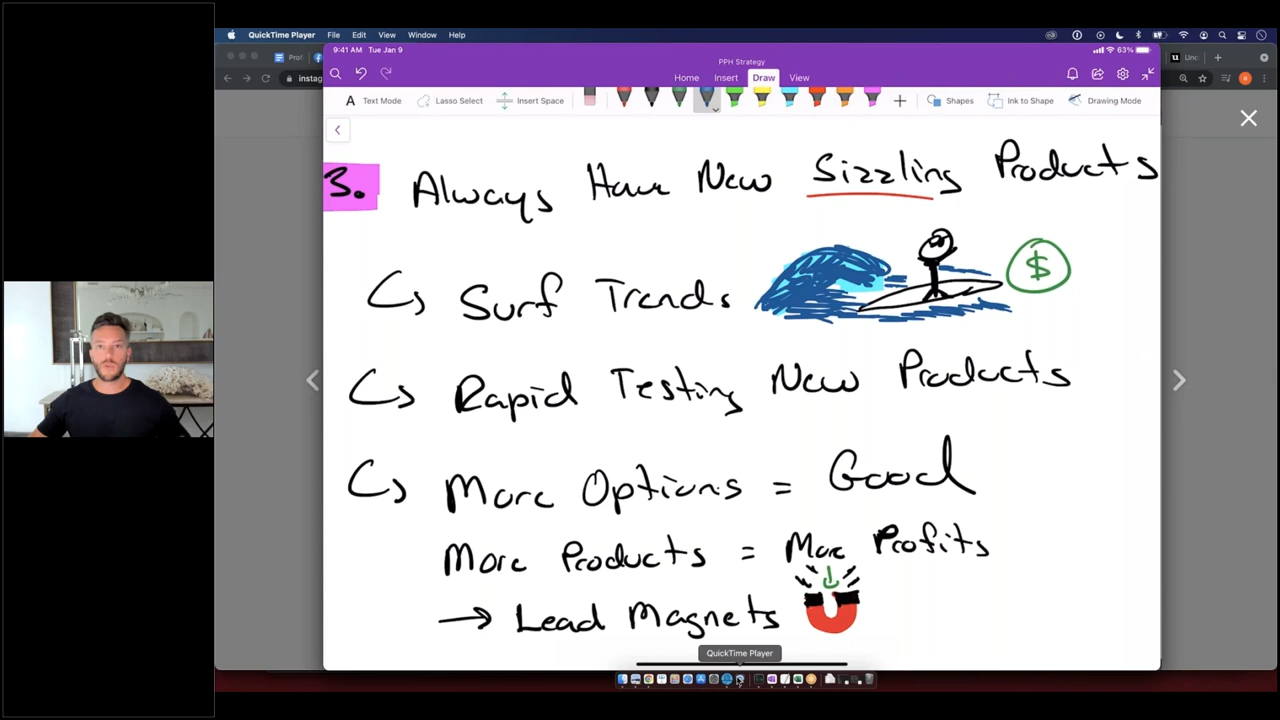 QuickTime Player File Edit View Window Help
9:41 AM Tue Jan 9
63%
PPH Strategy
Home Insert Draw View
Text Mode Lasso Select Insert Space Shapes Ink to Shape Drawing Mode
instag
3. Always Have New Sizzling Products
Surf Trends $
Rapid Testing New Products
More Options = Good
More Products = More Profits
→ Lead Magnets
QuickTime Player